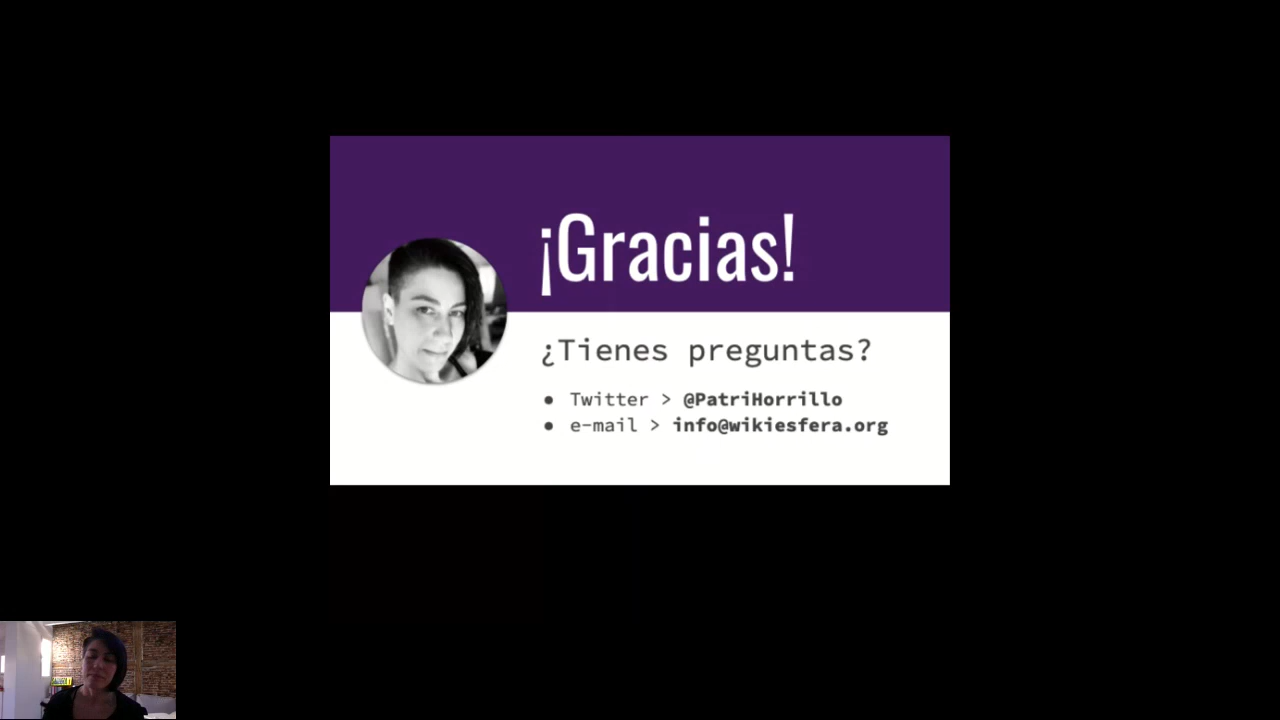 ¡Gracias!
¿Tienes preguntas?
● Twitter > @PatriHorrillo
● e-mail > info@wikiesfera.org